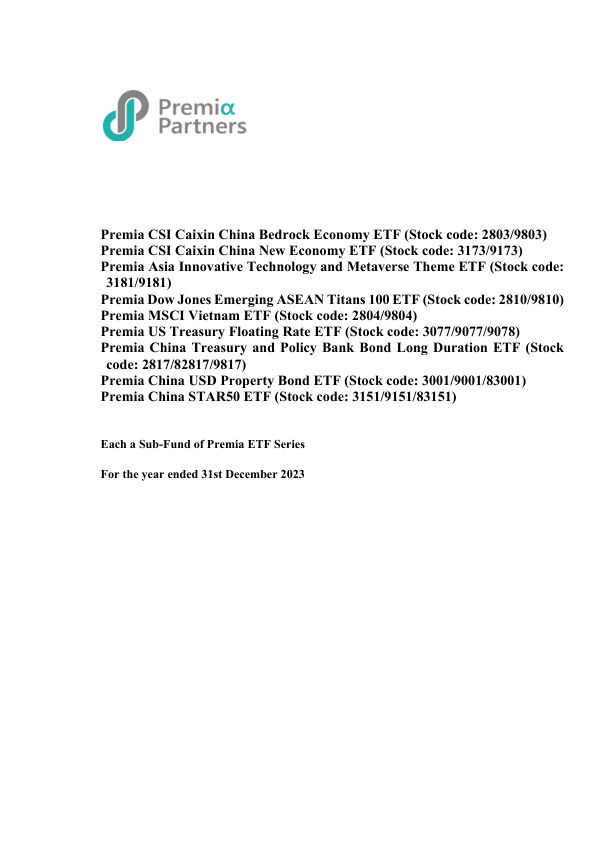 Premiα
Partners
Premia CSI Caixin China Bedrock Economy ETF (Stock code: 2803/9803)
Premia CSI Caixin China New Economy ETF (Stock code: 3173/9173)
Premia Asia Innovative Technology and Metaverse Theme ETF (Stock code:
3181/9181)
Premia Dow Jones Emerging ASEAN Titans 100 ETF (Stock code: 2810/9810)
Premia MSCI Vietnam ETF (Stock code: 2804/9804)
Premia US Treasury Floating Rate ETF (Stock code: 3077/9077/9078)
Premia China Treasury and Policy Bank Bond Long Duration ETF (Stock
code: 2817/82817/9817)
Premia China USD Property Bond ETF (Stock code: 3001/9001/83001)
Premia China STAR50 ETF (Stock code: 3151/9151/83151)
Each a Sub-Fund of Premia ETF Series
For the year ended 31st December 2023